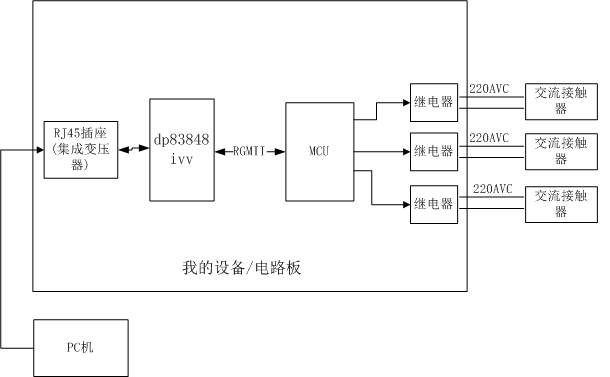 RJ45插座
(集成变压
器)
dp83848
ivv
RGMII
MCU
继电器
220AVC
交流接触
器
继电器
220AVC
交流接触
器
继电器
220AVC
交流接触
器
我的设备/电路板
PC机